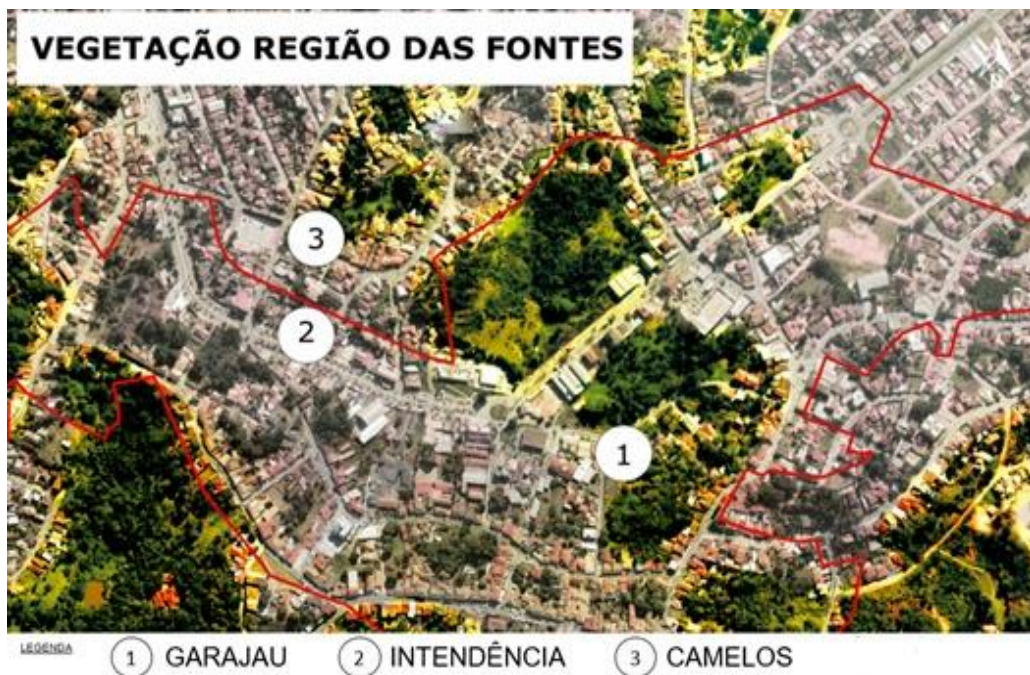 VEGETAÇÃO REGIÃO DAS FONTES
3
2
1
LEGENDA
1 GARAJAU 2 INTENDÊNCIA 3 CAMELOS